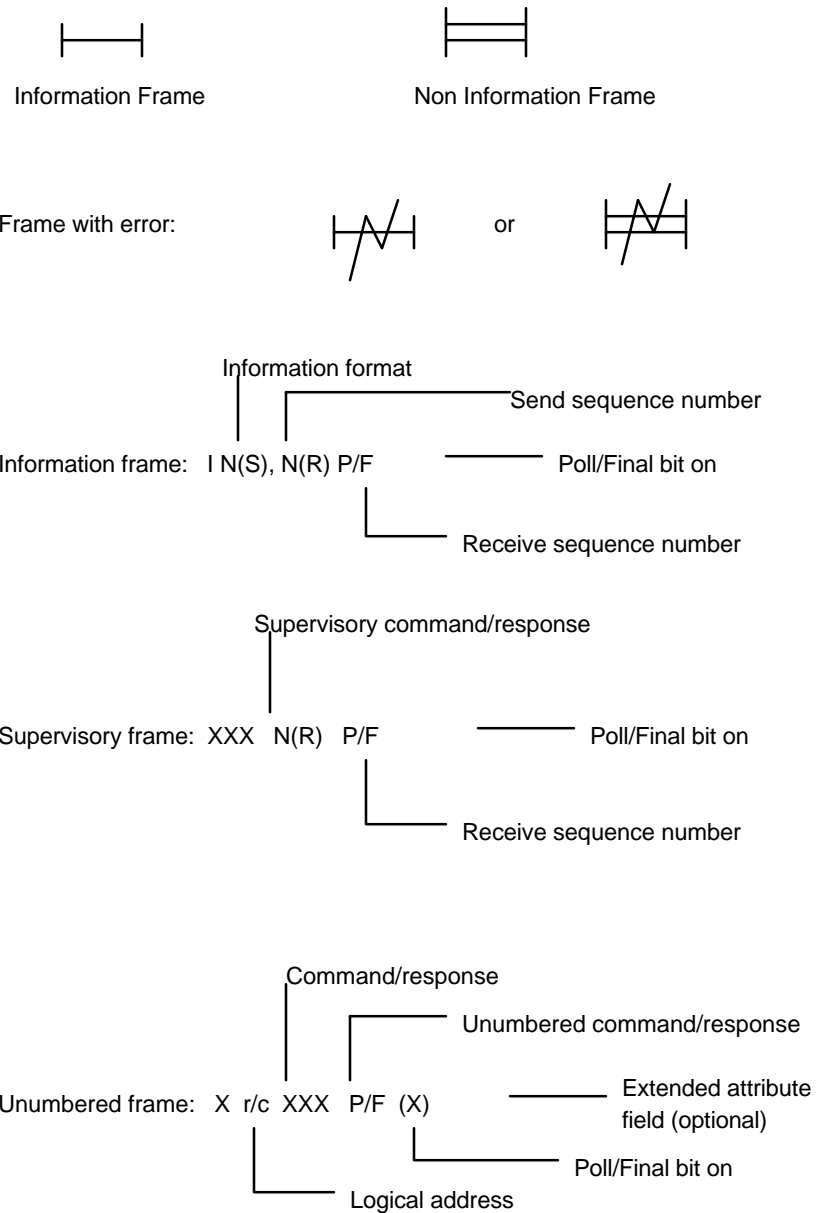 Information Frame
Non Information Frame
Frame with error:
or
Information format
Send sequence number
Information frame: I N(S), N(R) P/F
Poll/Final bit on
Receive sequence number
Supervisory command/response
Supervisory frame: XXX N(R) P/F
Poll/Final bit on
Receive sequence number
Command/response
Unumbered command/response
Unumbered frame: X r/c XXX P/F (X)
Extended attribute
field (optional)
Poll/Final bit on
Logical address